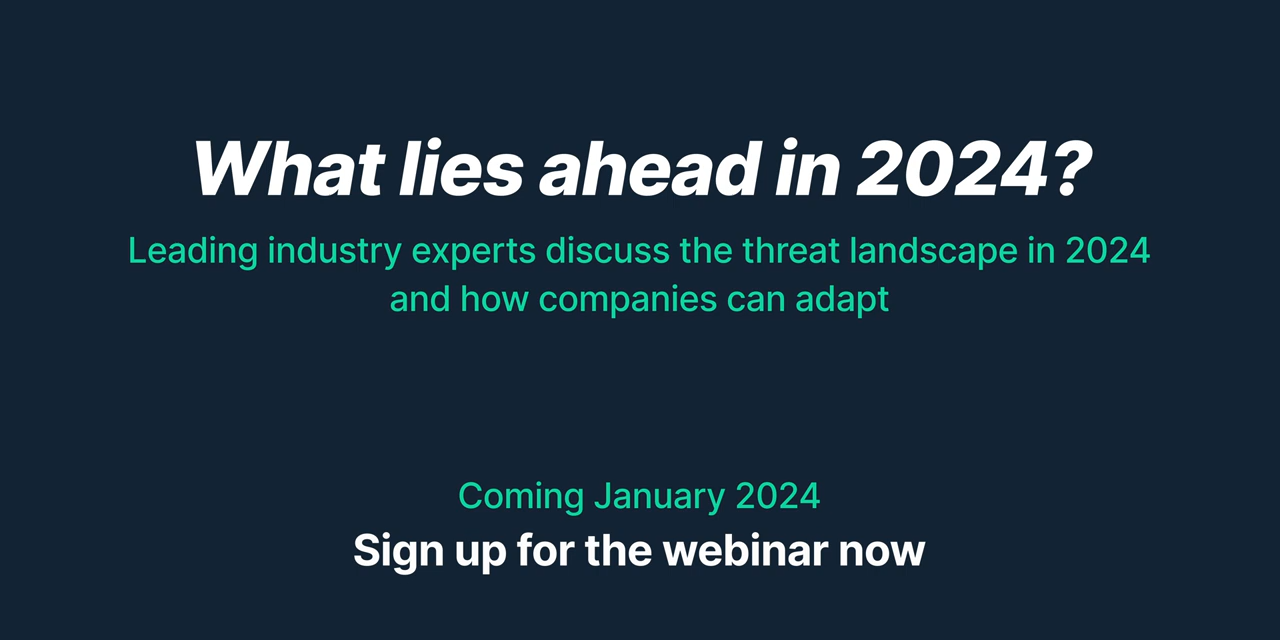 What lies ahead in 2024?
Leading industry experts discuss the threat landscape in 2024
and how companies can adapt
Coming January 2024
Sign up for the webinar now